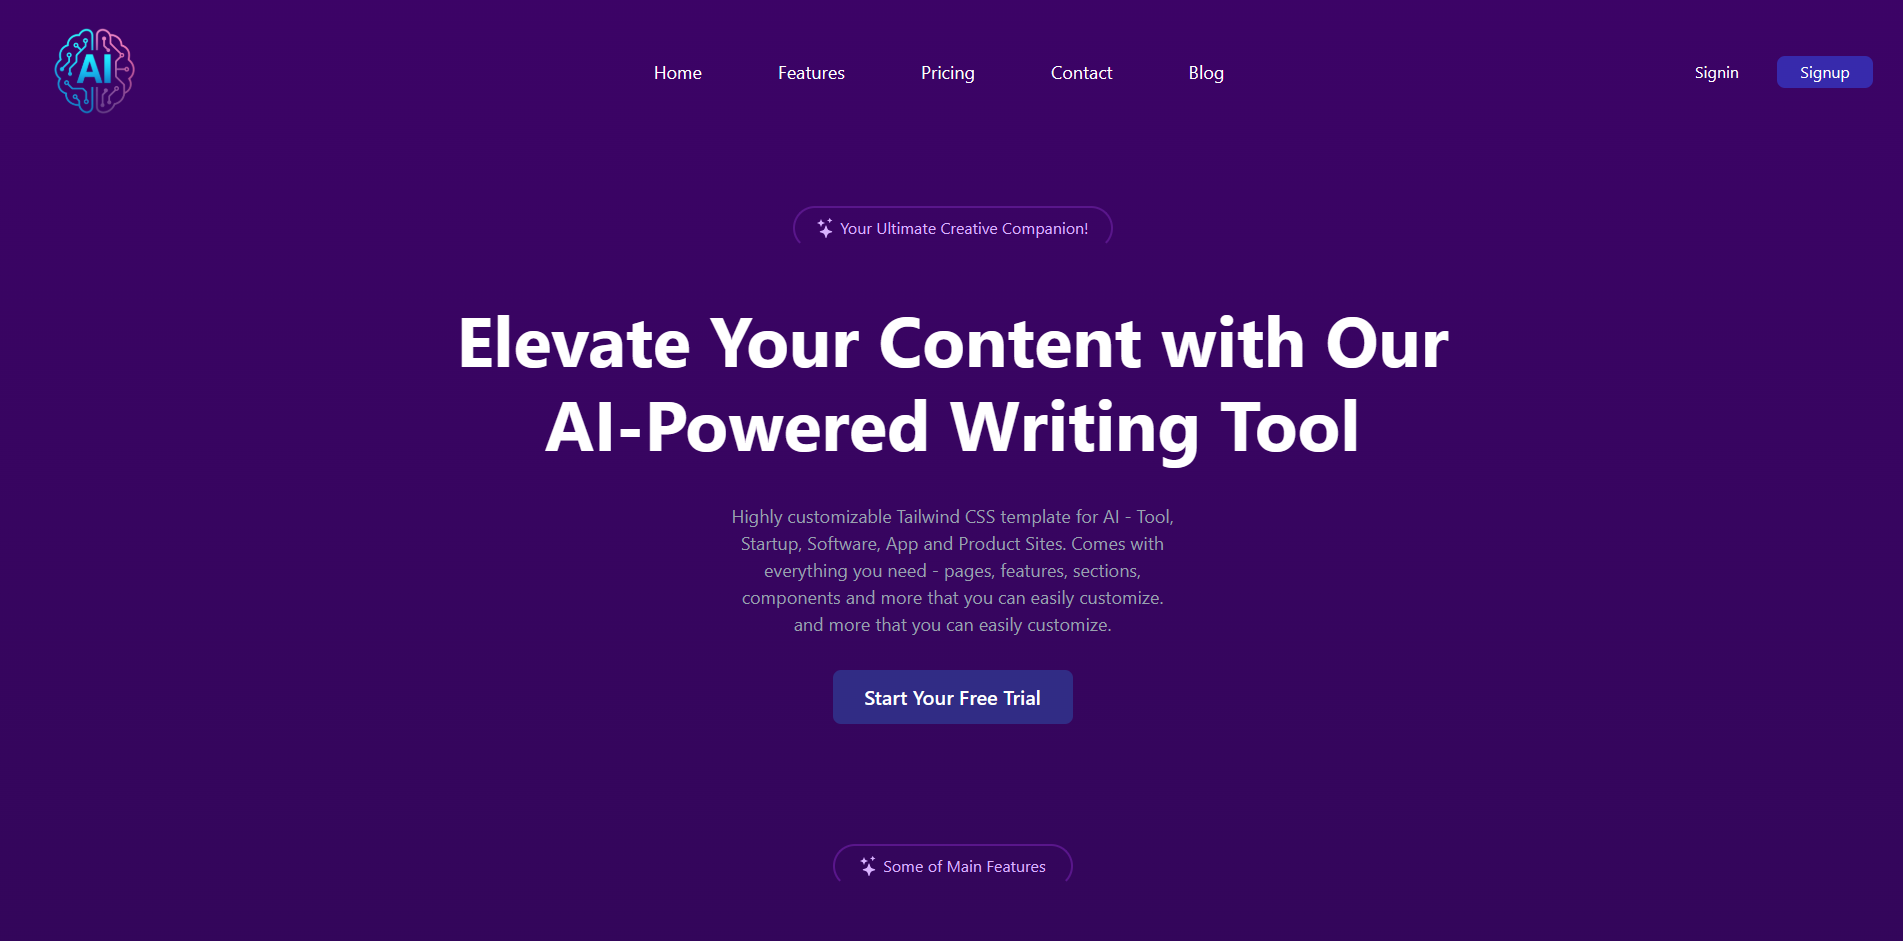 AI
Home
Features
Pricing
Contact
Blog
Signin
Signup
Your Ultimate Creative Companion!
Elevate Your Content with Our
AI-Powered Writing Tool
Highly customizable Tailwind CSS template for AI - Tool,
Startup, Software, App and Product Sites. Comes with
everything you need - pages, features, sections,
components and more that you can easily customize.
and more that you can easily customize.
Start Your Free Trial
Some of Main Features